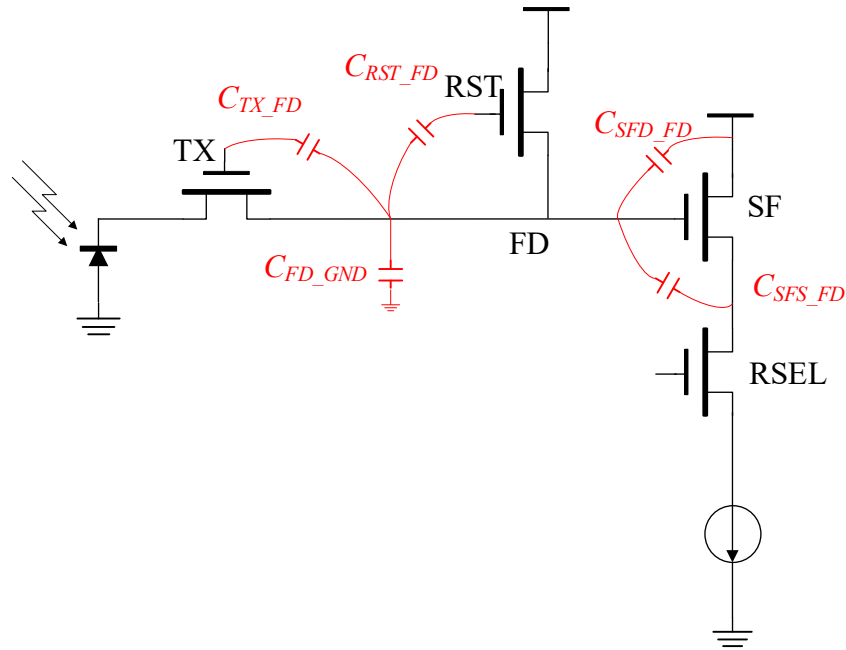 C_RST_FD
RST
C_TX_FD
TX
C_SFD_FD
SF
FD
C_FD_GND
C_SFS_FD
RSEL